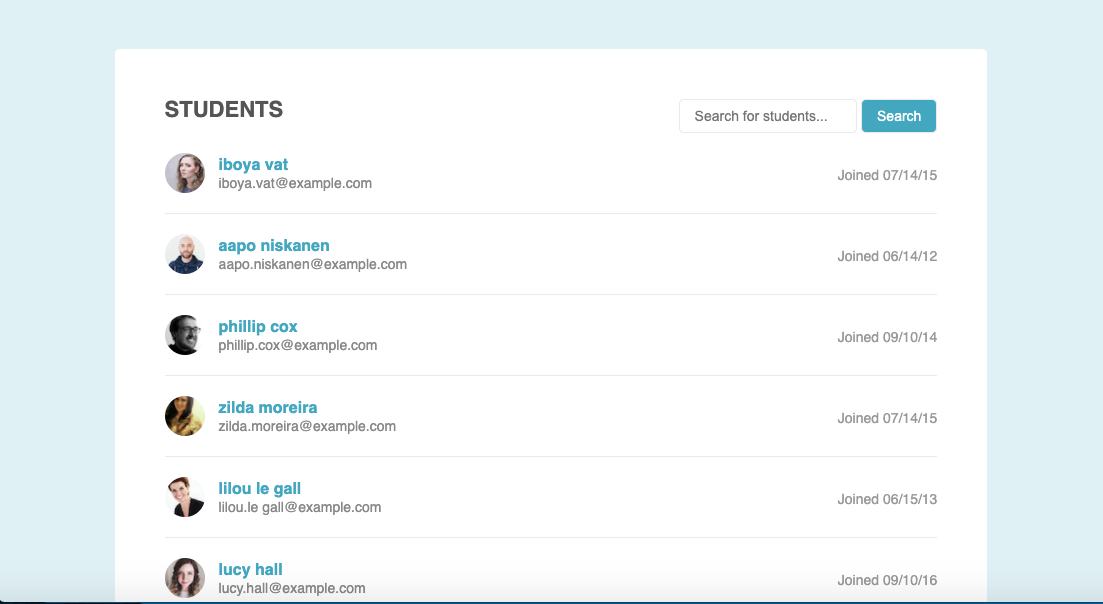 STUDENTS
Search for students...
Search
iboya vat
iboya.vat@example.com
Joined 07/14/15
aapo niskanen
aapo.niskanen@example.com
Joined 06/14/12
phillip cox
phillip.cox@example.com
Joined 09/10/14
zilda moreira
zilda.moreira@example.com
Joined 07/14/15
lilou le gall
lilou.le gall@example.com
Joined 06/15/13
lucy hall
lucy.hall@example.com
Joined 09/10/16